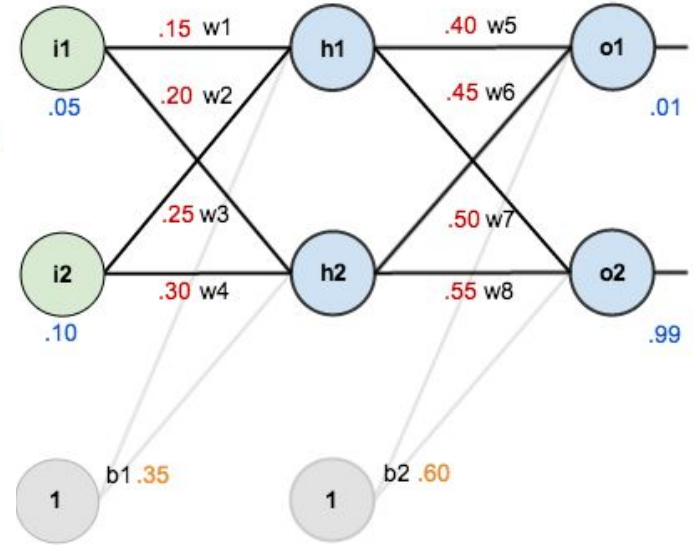 i1
.15 w1
h1
.40 w5
o1
.05
.20 w2
.45 w6
.01
.25 w3
.50 w7
i2
.30 w4
h2
.55 w8
o2
.10
.99
1
b1 .35
1
b2 .60